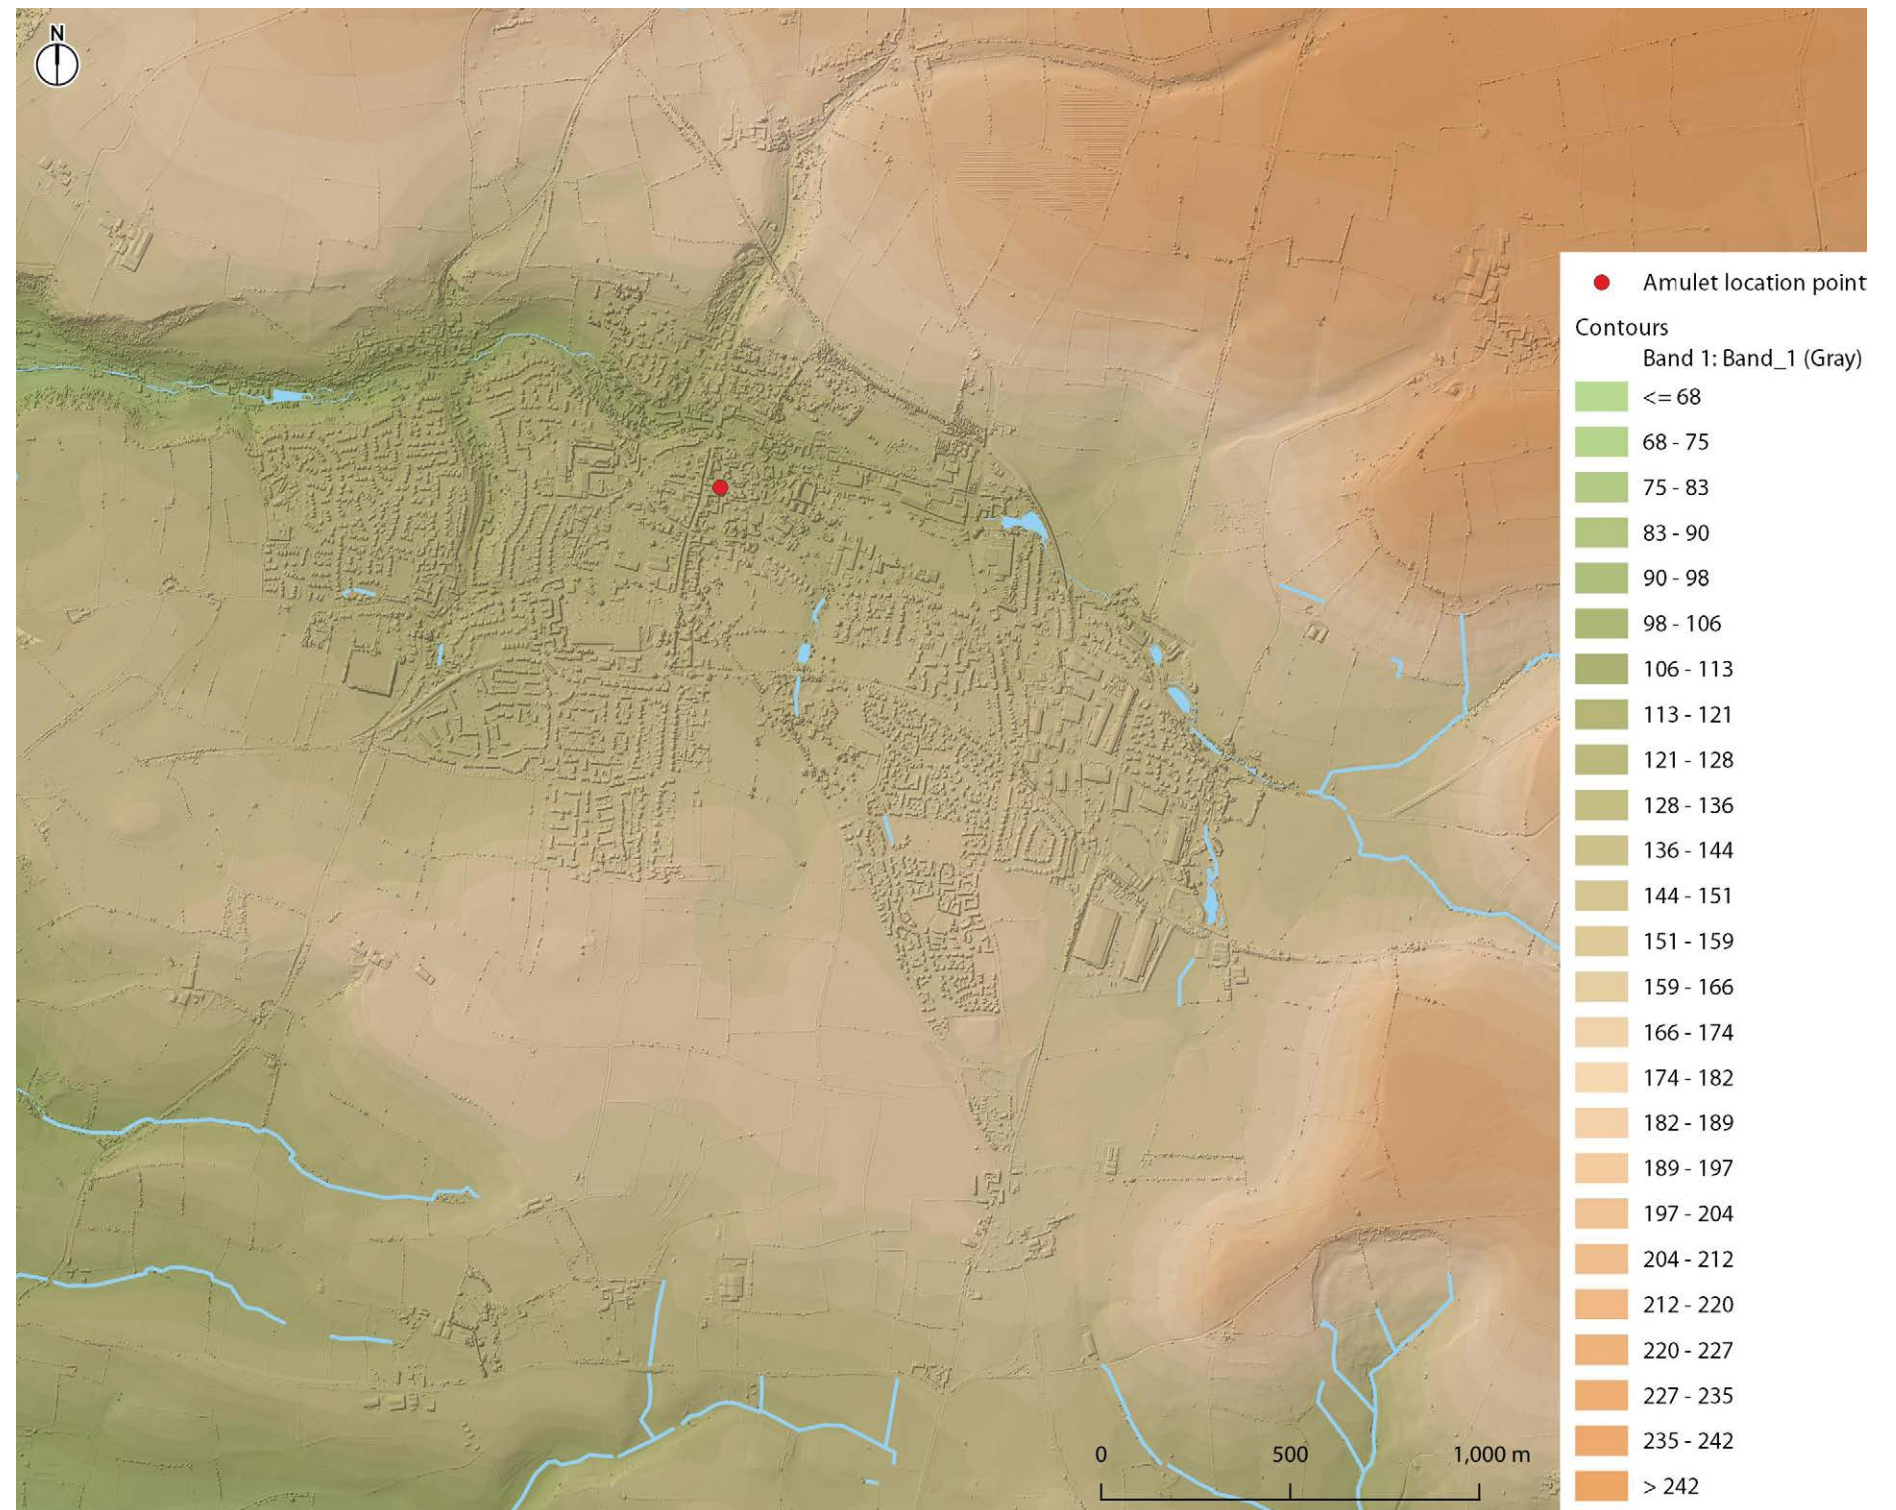 N
Amulet location point
Contours
Band 1: Band_1 (Gray)
<= 68
68 - 75
75 - 83
83 - 90
90 - 98
98 - 106
106 - 113
113 - 121
121 - 128
128 - 136
136 - 144
144 - 151
151 - 159
159 - 166
166 - 174
174 - 182
182 - 189
189 - 197
197 - 204
204 - 212
212 - 220
220 - 227
227 - 235
235 - 242
> 242
0 500 1,000 m